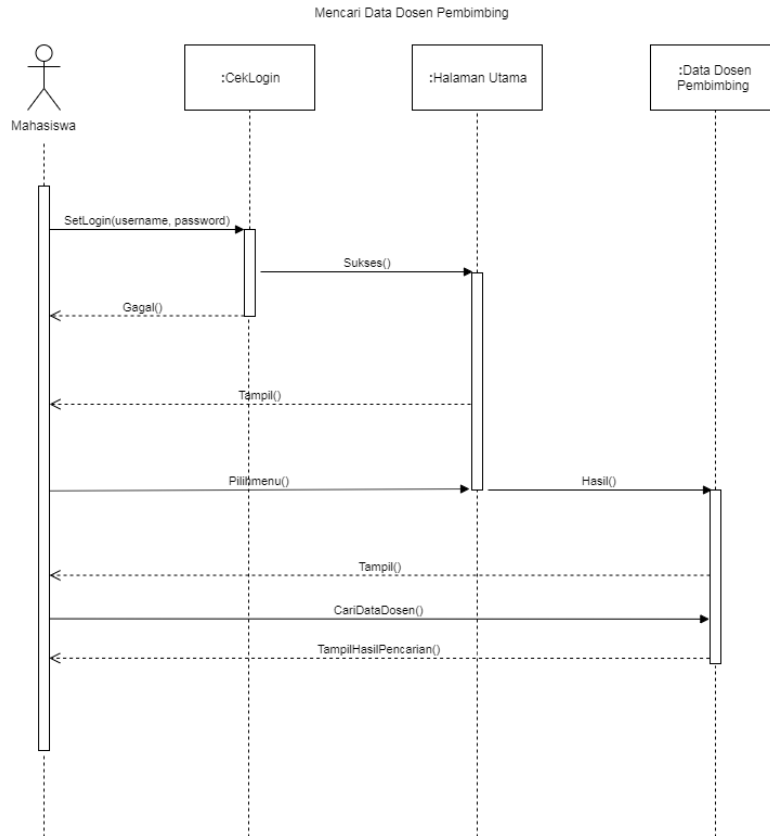 Mencari Data Dosen Pembimbing
:CekLogin
:Halaman Utama
:Data Dosen
Pembimbing
Mahasiswa
SetLogin(username, password)
Sukses()
Gagal()
Tampil()
Pilihmenu()
Hasil()
Tampil()
CariDataDosen()
TampilHasilPencarian()